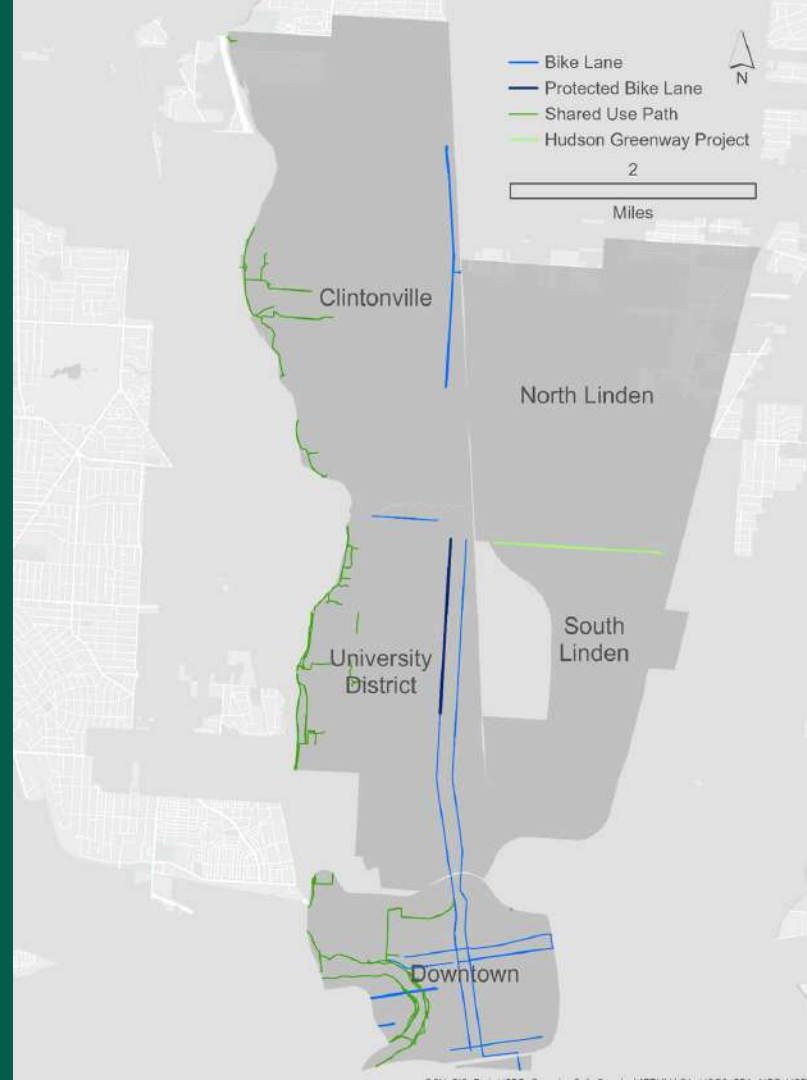 Bike Lane
Protected Bike Lane
Shared Use Path
Hudson Greenway Project
N
2
Miles
Clintonville
North Linden
South
Linden
University
District
Downtown